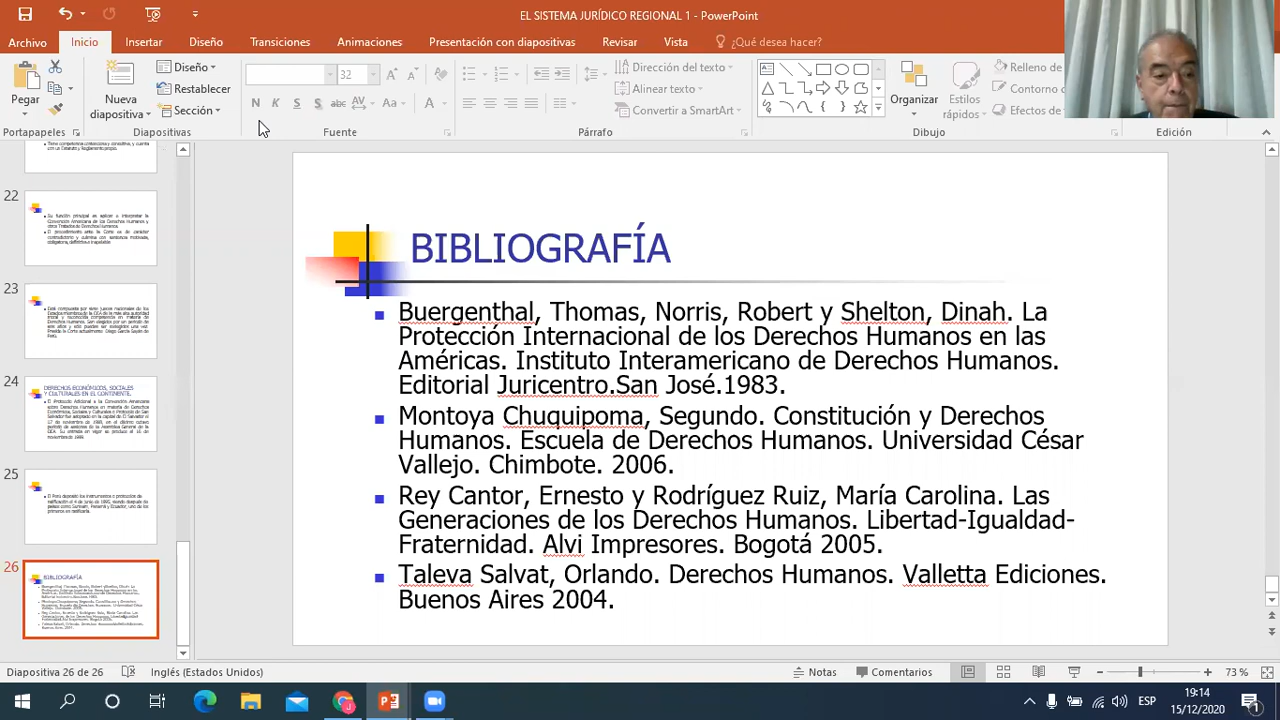 EL SISTEMA JURÍDICO REGIONAL 1 - PowerPoint
Archivo Inicio Insertar Diseño Transiciones Animaciones Presentación con diapositivas Revisar Vista ¿Qué desea hacer?
Pegar
Nueva diapositiva
Diseño
Restablecer
Sección
32
N K S S abc AV Aa A
Dirección del texto
Alinear texto
Convertir a SmartArt
Organizar
Estilos rápidos
Relleno de
Contorno
Efectos de
Portapapeles Diapositivas Fuente Párrafo Dibujo Edición
22
23
24
DERECHOS ECONÓMICOS, SOCIALES
Y CULTURALES EN EL CONTINENTE.
25
26
BIBLIOGRAFÍA
BIBLIOGRAFÍA
Buergenthal, Thomas, Norris, Robert y Shelton, Dinah. La
Protección Internacional de los Derechos Humanos en las
Américas. Instituto Interamericano de Derechos Humanos.
Editorial Juricentro.San José.1983.
Montoya Chuquipoma, Segundo. Constitución y Derechos
Humanos. Escuela de Derechos Humanos. Universidad César
Vallejo. Chimbote. 2006.
Rey Cantor, Ernesto y Rodríguez Ruiz, María Carolina. Las
Generaciones de los Derechos Humanos. Libertad-Igualdad-
Fraternidad. Alvi Impresores. Bogotá 2005.
Taleva Salvat, Orlando. Derechos Humanos. Valletta Ediciones.
Buenos Aires 2004.
Diapositiva 26 de 26 Inglés (Estados Unidos) Notas Comentarios 73 %
ESP
19:14
15/12/2020
1